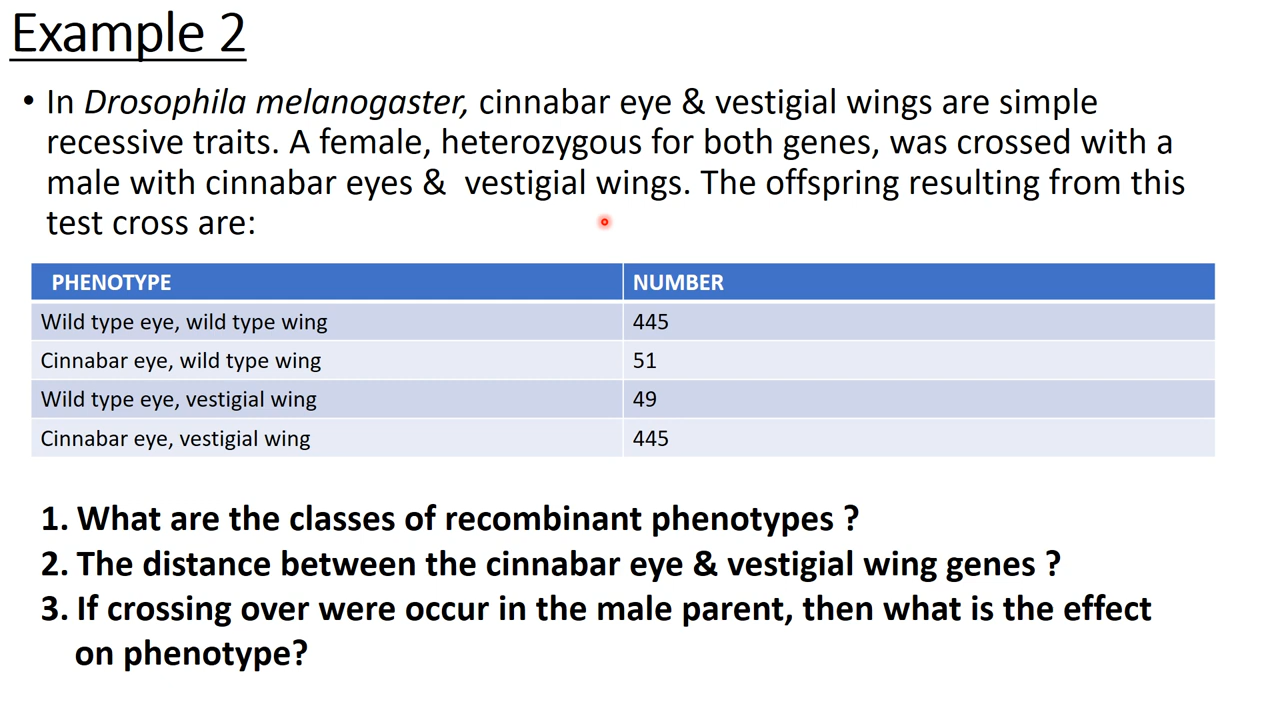 Example 2
• In Drosophila melanogaster, cinnabar eye & vestigial wings are simple
recessive traits. A female, heterozygous for both genes, was crossed with a
male with cinnabar eyes & vestigial wings. The offspring resulting from this
test cross are:
PHENOTYPE NUMBER
Wild type eye, wild type wing 445
Cinnabar eye, wild type wing 51
Wild type eye, vestigial wing 49
Cinnabar eye, vestigial wing 445
1. What are the classes of recombinant phenotypes ?
2. The distance between the cinnabar eye & vestigial wing genes ?
3. If crossing over were occur in the male parent, then what is the effect
on phenotype?